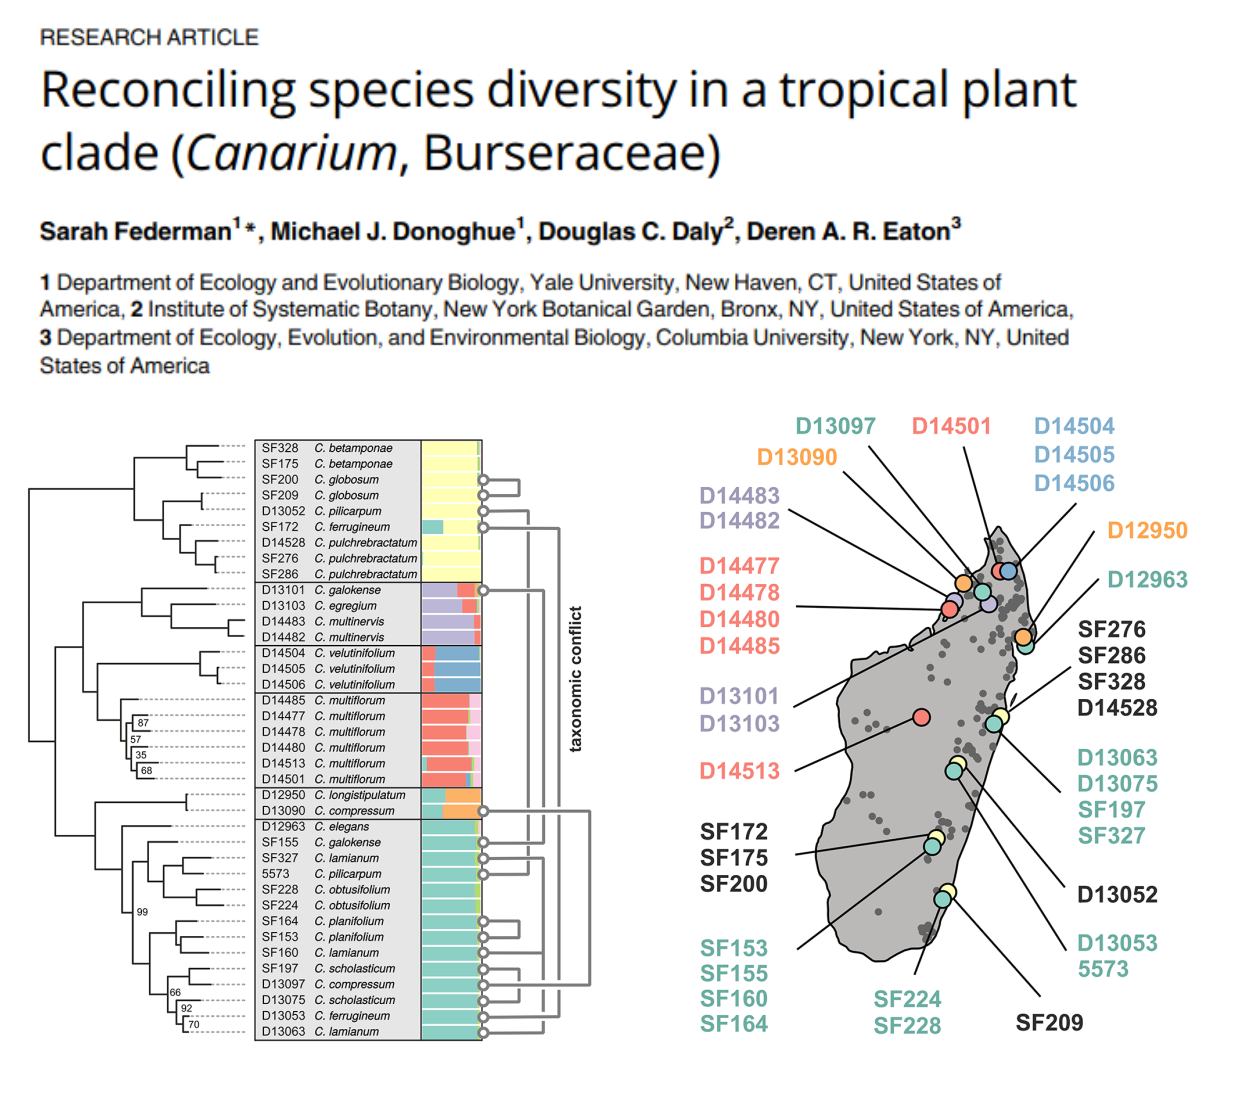 RESEARCH ARTICLE
Reconciling species diversity in a tropical plant
clade (Canarium, Burseraceae)
Sarah Federman1*, Michael J. Donoghue1, Douglas C. Daly2, Deren A. R. Eaton3
1 Department of Ecology and Evolutionary Biology, Yale University, New Haven, CT, United States of
America, 2 Institute of Systematic Botany, New York Botanical Garden, Bronx, NY, United States of America,
3 Department of Ecology, Evolution, and Environmental Biology, Columbia University, New York, NY, United
States of America
SF328 C. betamponae
SF175 C. betamponae
SF200 C. globosum
SF209 C. globosum
D13052 C. pilicarpum
SF172 C. ferrugineum
D14528 C. pulchrebractatum
SF276 C. pulchrebractatum
SF286 C. pulchrebractatum
D13101 C. galokense
D13103 C. egregium
D14483 C. multinervis
D14482 C. multinervis
D14504 C. velutinifolium
D14505 C. velutinifolium
D14506 C. velutinifolium
D14485 C. multiflorum
D14477 C. multiflorum
D14478 C. multiflorum
D14480 C. multiflorum
D14513 C. multiflorum
D14501 C. multiflorum
D12950 C. longistipulatum
D13090 C. compressum
D12963 C. elegans
SF155 C. galokense
SF327 C. lamianum
5573 C. pilicarpum
SF228 C. obtusifolium
SF224 C. obtusifolium
SF164 C. planifolium
SF153 C. planifolium
SF160 C. lamianum
SF197 C. scholasticum
D13097 C. compressum
D13075 C. scholasticum
D13053 C. ferrugineum
D13063 C. lamianum
87
57
35
68
99
66
92
70
taxonomic conflict
D13097
D14501
D14504
D14505
D14506
D13090
D14483
D14482
D12950
D14477
D14478
D14480
D14485
D12963
SF276
SF286
SF328
D14528
D13101
D13103
D14513
D13063
D13075
SF197
SF327
SF172
SF175
SF200
D13052
SF153
SF155
SF160
SF164
D13053
5573
SF224
SF228
SF209